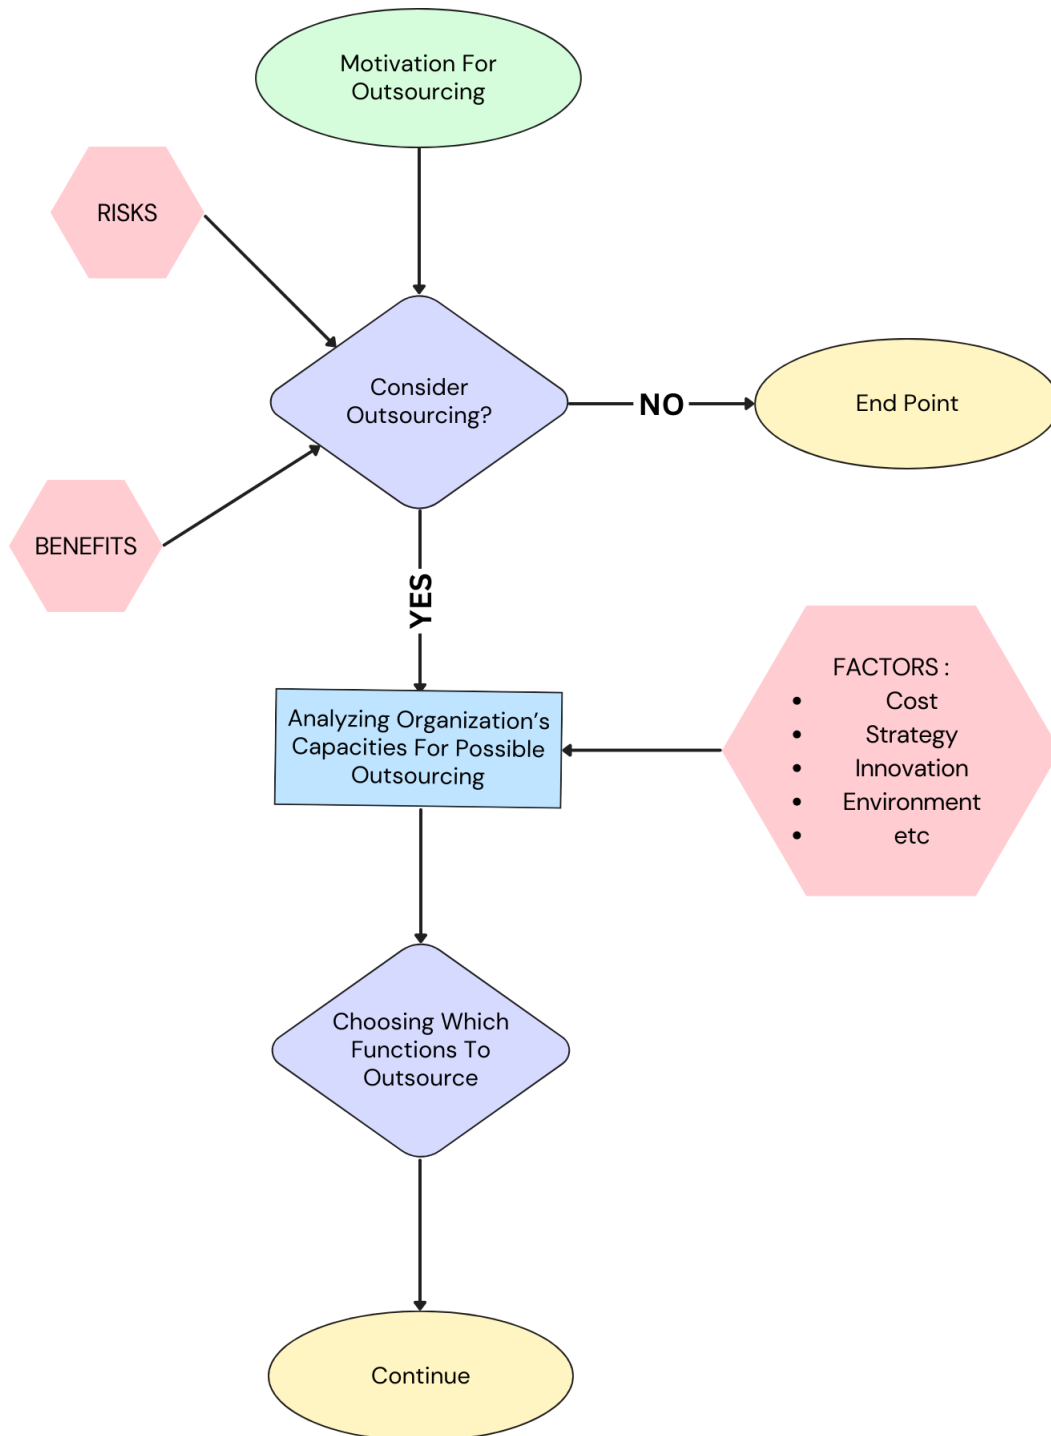 Motivation For
Outsourcing
RISKS
Consider
Outsourcing?
NO
End Point
BENEFITS
YES
FACTORS :
• Cost
• Strategy
• Innovation
• Environment
• etc
Analyzing Organization’s
Capacities For Possible
Outsourcing
Choosing Which
Functions To
Outsource
Continue